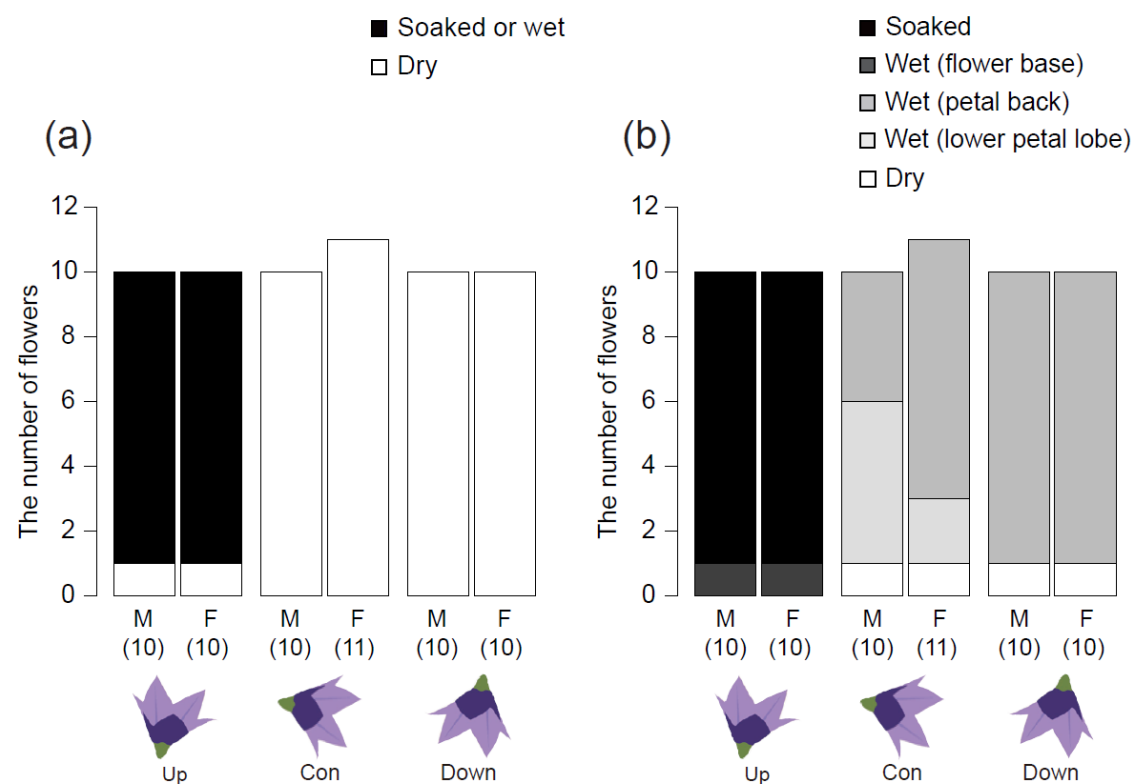 Soaked or wet
Dry
(a)
The number of flowers
12
10
8
6
4
2
0
M F M F M F
(10) (10) (10) (11) (10) (10)
Up Con Down
Soaked
Wet (flower base)
Wet (petal back)
Wet (lower petal lobe)
Dry
(b)
The number of flowers
12
10
8
6
4
2
0
M F M F M F
(10) (10) (10) (11) (10) (10)
Up Con Down